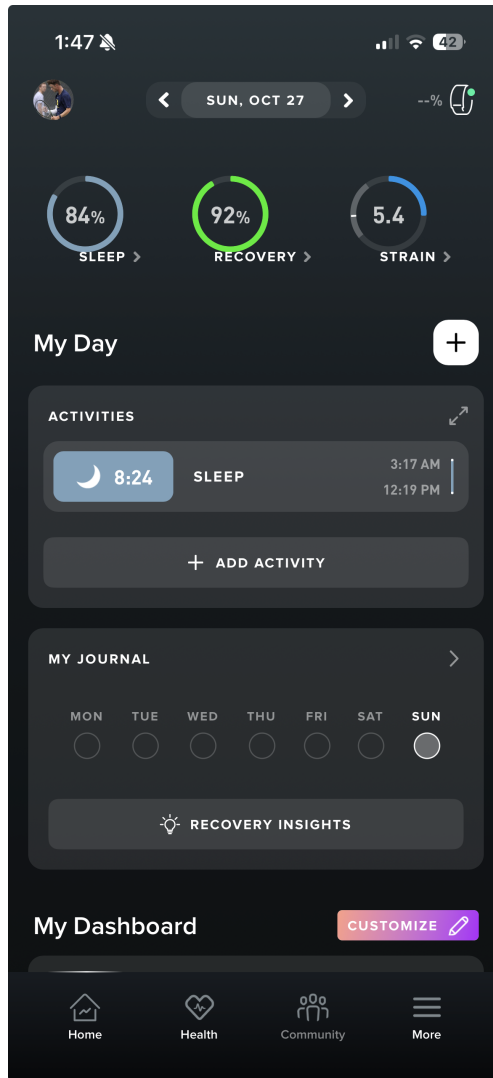 1:47
42
SUN, OCT 27
--%
84%
92%
5.4
SLEEP
RECOVERY
STRAIN
My Day
ACTIVITIES
8:24
SLEEP
3:17 AM
12:19 PM
+ ADD ACTIVITY
MY JOURNAL
MON TUE WED THU FRI SAT SUN
RECOVERY INSIGHTS
My Dashboard
CUSTOMIZE
Home
Health
Community
More